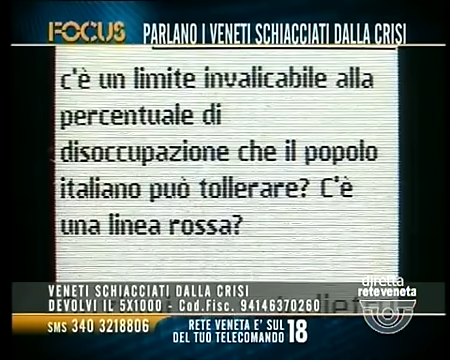 FOCUS
PARLANO I VENETI SCHIACCIATI DALLA CRISI
c'è un limite invalicabile alla
percentuale di
disoccupazione che il popolo
italiano può tollerare? C'è
una linea rossa?
VENETI SCHIACCIATI DALLA CRISI
DEVOLVI IL 5X1000 - Cod.Fisc. 94146370260
diretta
reteveneta
SMS 340 3218806
RETE VENETA E' SUL
DEL TUO TELECOMANDO 18